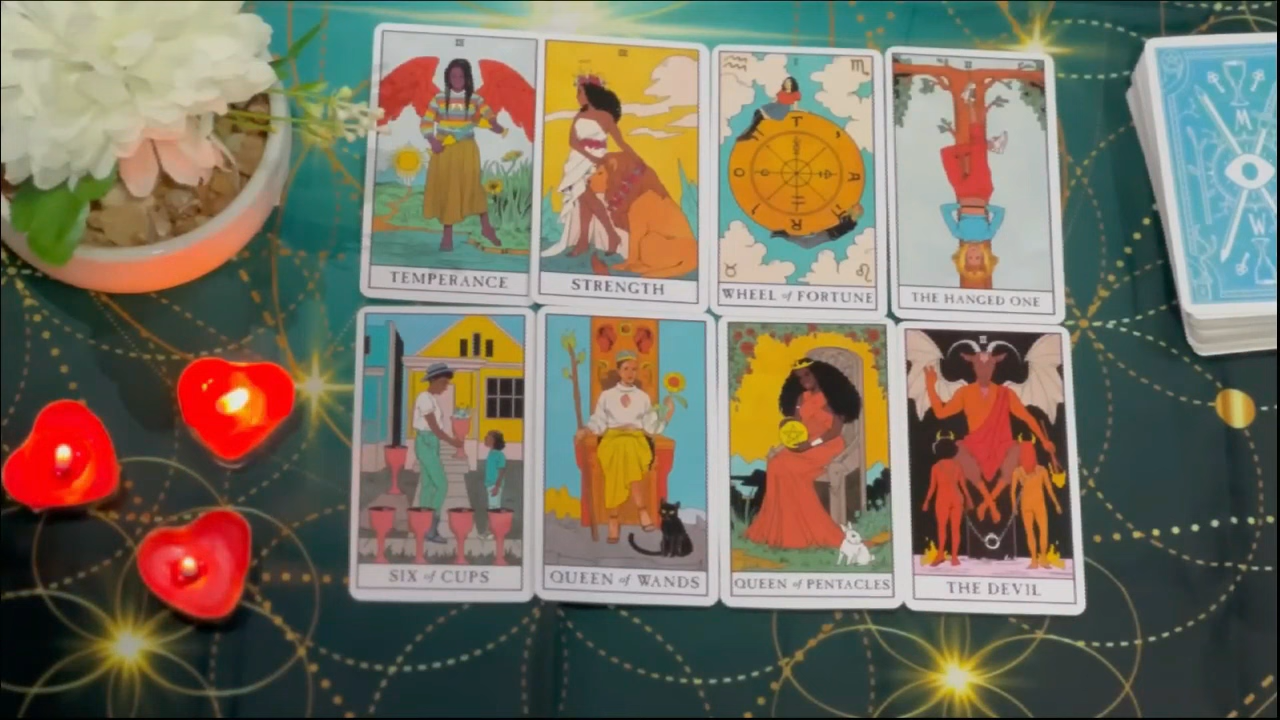 TEMPERANCE
STRENGTH
WHEEL of FORTUNE
THE HANGED ONE
SIX of CUPS
QUEEN of WANDS
QUEEN of PENTACLES
THE DEVIL
M
W